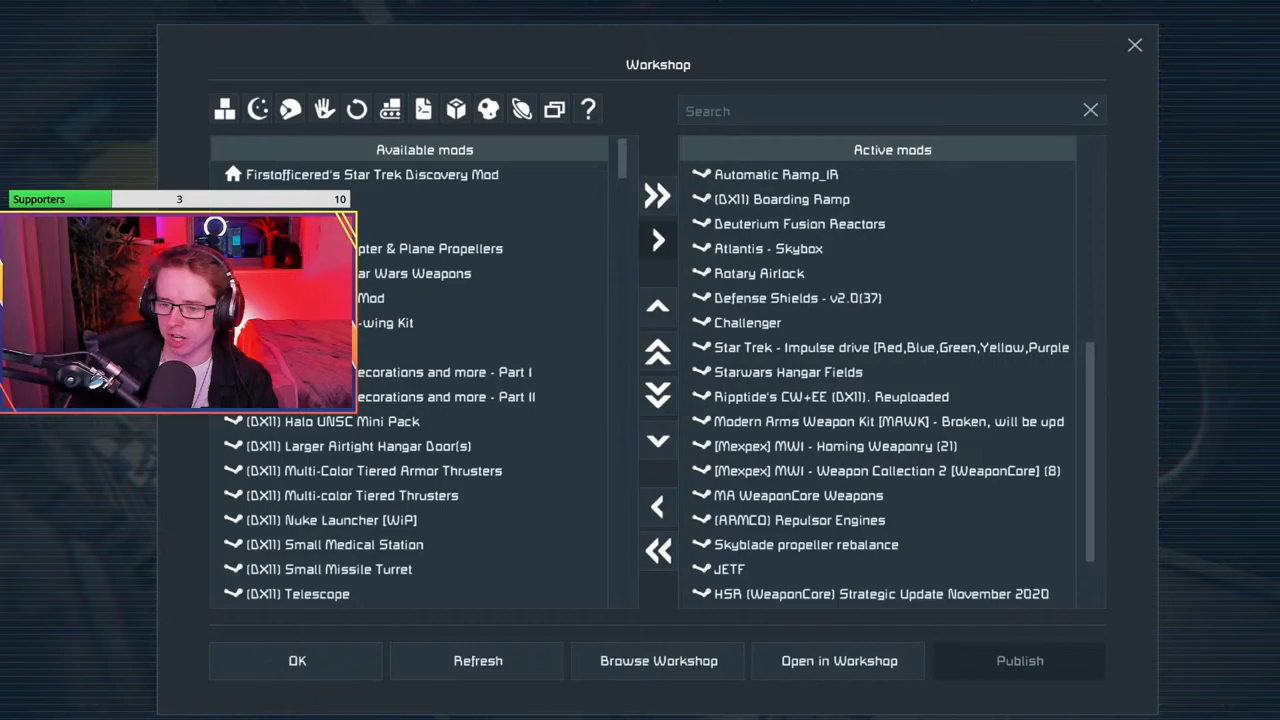 Workshop
Search
Available mods
Firstofficered's Star Trek Discovery Mod
Supporters 3 10
pter & Plane Propellers
ar Wars Weapons
Mod
-wing Kit
ecorations and more - Part I
ecorations and more - Part II
(DX11) Halo UNSC Mini Pack
(DX11) Larger Airtight Hangar Door(s)
(DX11) Multi-Color Tiered Armor Thrusters
(DX11) Multi-color Tiered Thrusters
(DX11) Nuke Launcher [WiP]
(DX11) Small Medical Station
(DX11) Small Missile Turret
(DX11) Telescope
Active mods
Automatic Ramp_IR
(DX11) Boarding Ramp
Deuterium Fusion Reactors
Atlantis - Skybox
Rotary Airlock
Defense Shields - v2.0(37)
Challenger
Star Trek - Impulse drive [Red,Blue,Green,Yellow,Purple
Starwars Hangar Fields
Ripptide's CW+EE (DX11). Reuploaded
Modern Arms Weapon Kit [MAWK] - Broken, will be upd
[Mexpex] MWI - Homing Weaponry (21)
[Mexpex] MWI - Weapon Collection 2 [WeaponCore] (8)
MA WeaponCore Weapons
(ARMCO) Repulsor Engines
Skyblade propeller rebalance
JETF
HSR (WeaponCore) Strategic Update November 2020
OK
Refresh
Browse Workshop
Open in Workshop
Publish